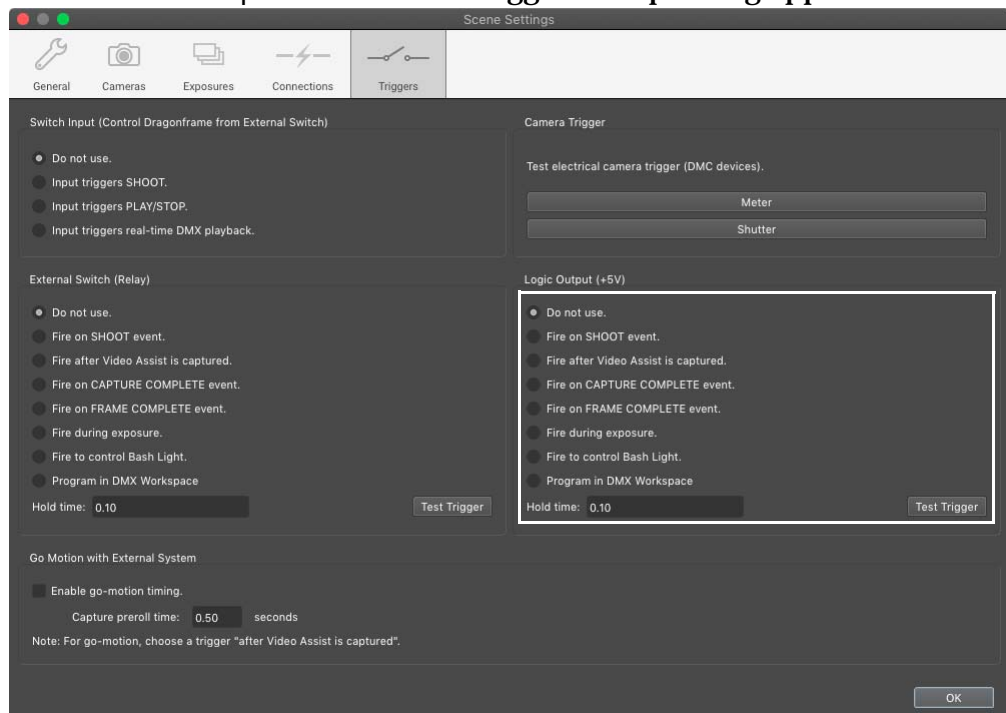 Scene Settings
General Cameras Exposures Connections Triggers
Switch Input (Control Dragonframe from External Switch)
Do not use.
Input triggers SHOOT.
Input triggers PLAY/STOP.
Input triggers real-time DMX playback.
Camera Trigger
Test electrical camera trigger (DMC devices).
Meter
Shutter
External Switch (Relay)
Do not use.
Fire on SHOOT event.
Fire after Video Assist is captured.
Fire on CAPTURE COMPLETE event.
Fire on FRAME COMPLETE event.
Fire during exposure.
Fire to control Bash Light.
Program in DMX Workspace
Hold time: 0.10 Test Trigger
Logic Output (+5V)
Do not use.
Fire on SHOOT event.
Fire after Video Assist is captured.
Fire on CAPTURE COMPLETE event.
Fire on FRAME COMPLETE event.
Fire during exposure.
Fire to control Bash Light.
Program in DMX Workspace
Hold time: 0.10 Test Trigger
Go Motion with External System
Enable go-motion timing.
Capture preroll time: 0.50 seconds
Note: For go-motion, choose a trigger "after Video Assist is captured".
OK